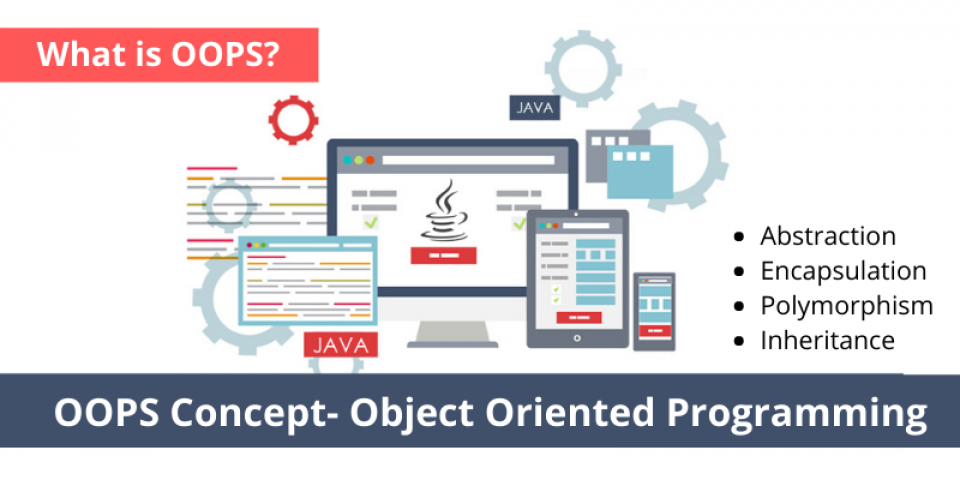 What is OOPS?
JAVA
• Abstraction
• Encapsulation
• Polymorphism
• Inheritance
JAVA
OOPS Concept- Object Oriented Programming